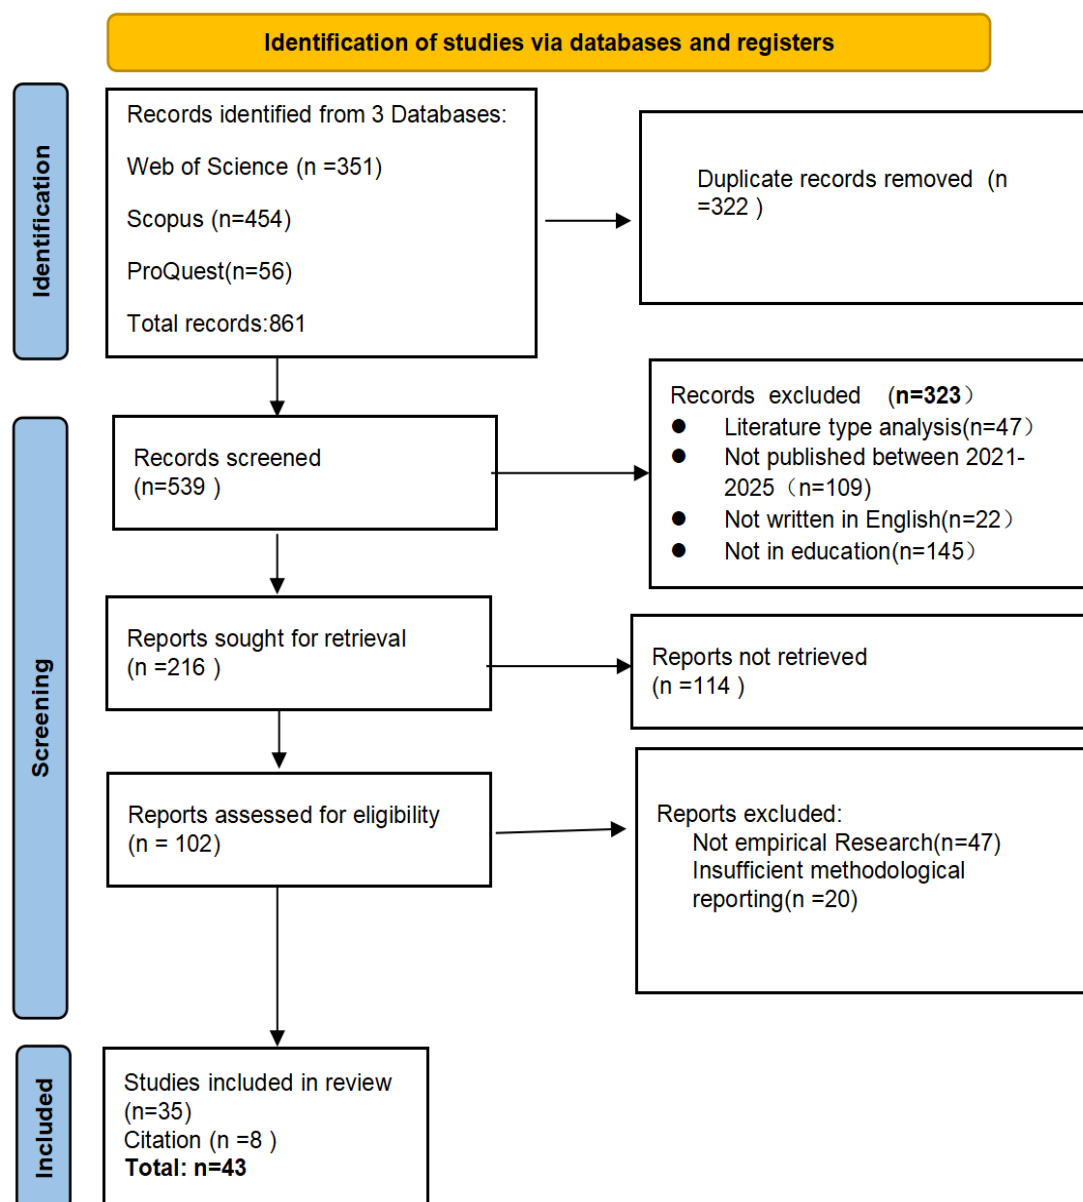 Identification of studies via databases and registers
Identification
Records identified from 3 Databases:
Web of Science (n =351)
Scopus (n=454)
ProQuest(n=56)
Total records:861
Duplicate records removed  (n
=322 )
Screening
Records screened
(n=539 )
Records  excluded   (n=323）
●  Literature type analysis(n=47）
●  Not published between 2021-
2025（n=109)
●  Not written in English(n=22）
●  Not in education(n=145）
Reports sought for retrieval
(n =216 )
Reports not retrieved
(n =114 )
Reports assessed for eligibility
(n = 102)
Reports excluded:
Not empirical Research(n=47)
Insufficient methodological
reporting(n =20)
Included
Studies included in review
(n=35)
Citation (n =8 )
Total: n=43